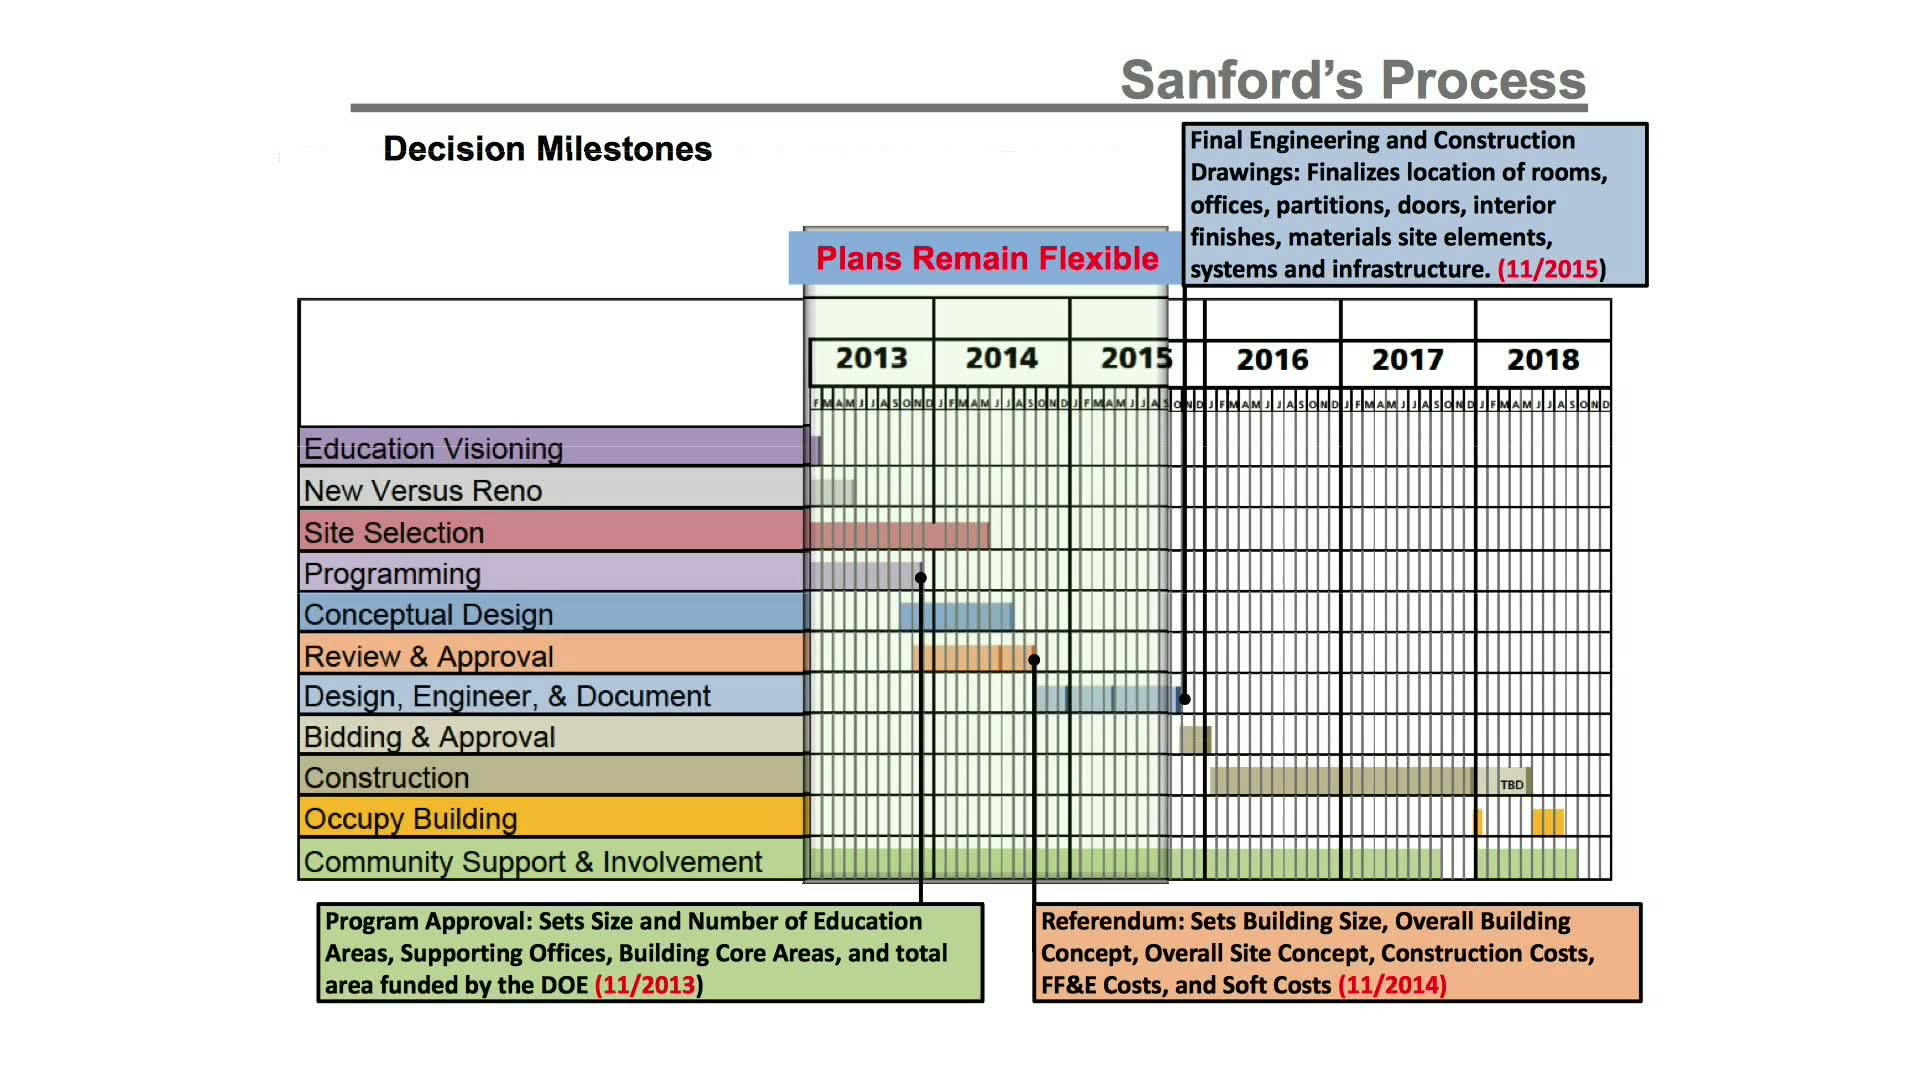 Sanford’s Process
Decision Milestones
Final Engineering and Construction
Drawings: Finalizes location of rooms,
offices, partitions, doors, interior
finishes, materials site elements,
systems and infrastructure. (11/2015)
Plans Remain Flexible
2013 2014 2015 2016 2017 2018
F M A M J J A S O N D J F M A M J J A S O N D J F M A M J J A S O N D J F M A M J J A S O N D J F M A M J J A S O N D J F M A M J J A S O N D
Education Visioning
New Versus Reno
Site Selection
Programming
Conceptual Design
Review & Approval
Design, Engineer, & Document
Bidding & Approval
Construction
TBD
Occupy Building
Community Support & Involvement
Program Approval: Sets Size and Number of Education
Areas, Supporting Offices, Building Core Areas, and total
area funded by the DOE (11/2013)
Referendum: Sets Building Size, Overall Building
Concept, Overall Site Concept, Construction Costs,
FF&E Costs, and Soft Costs (11/2014)